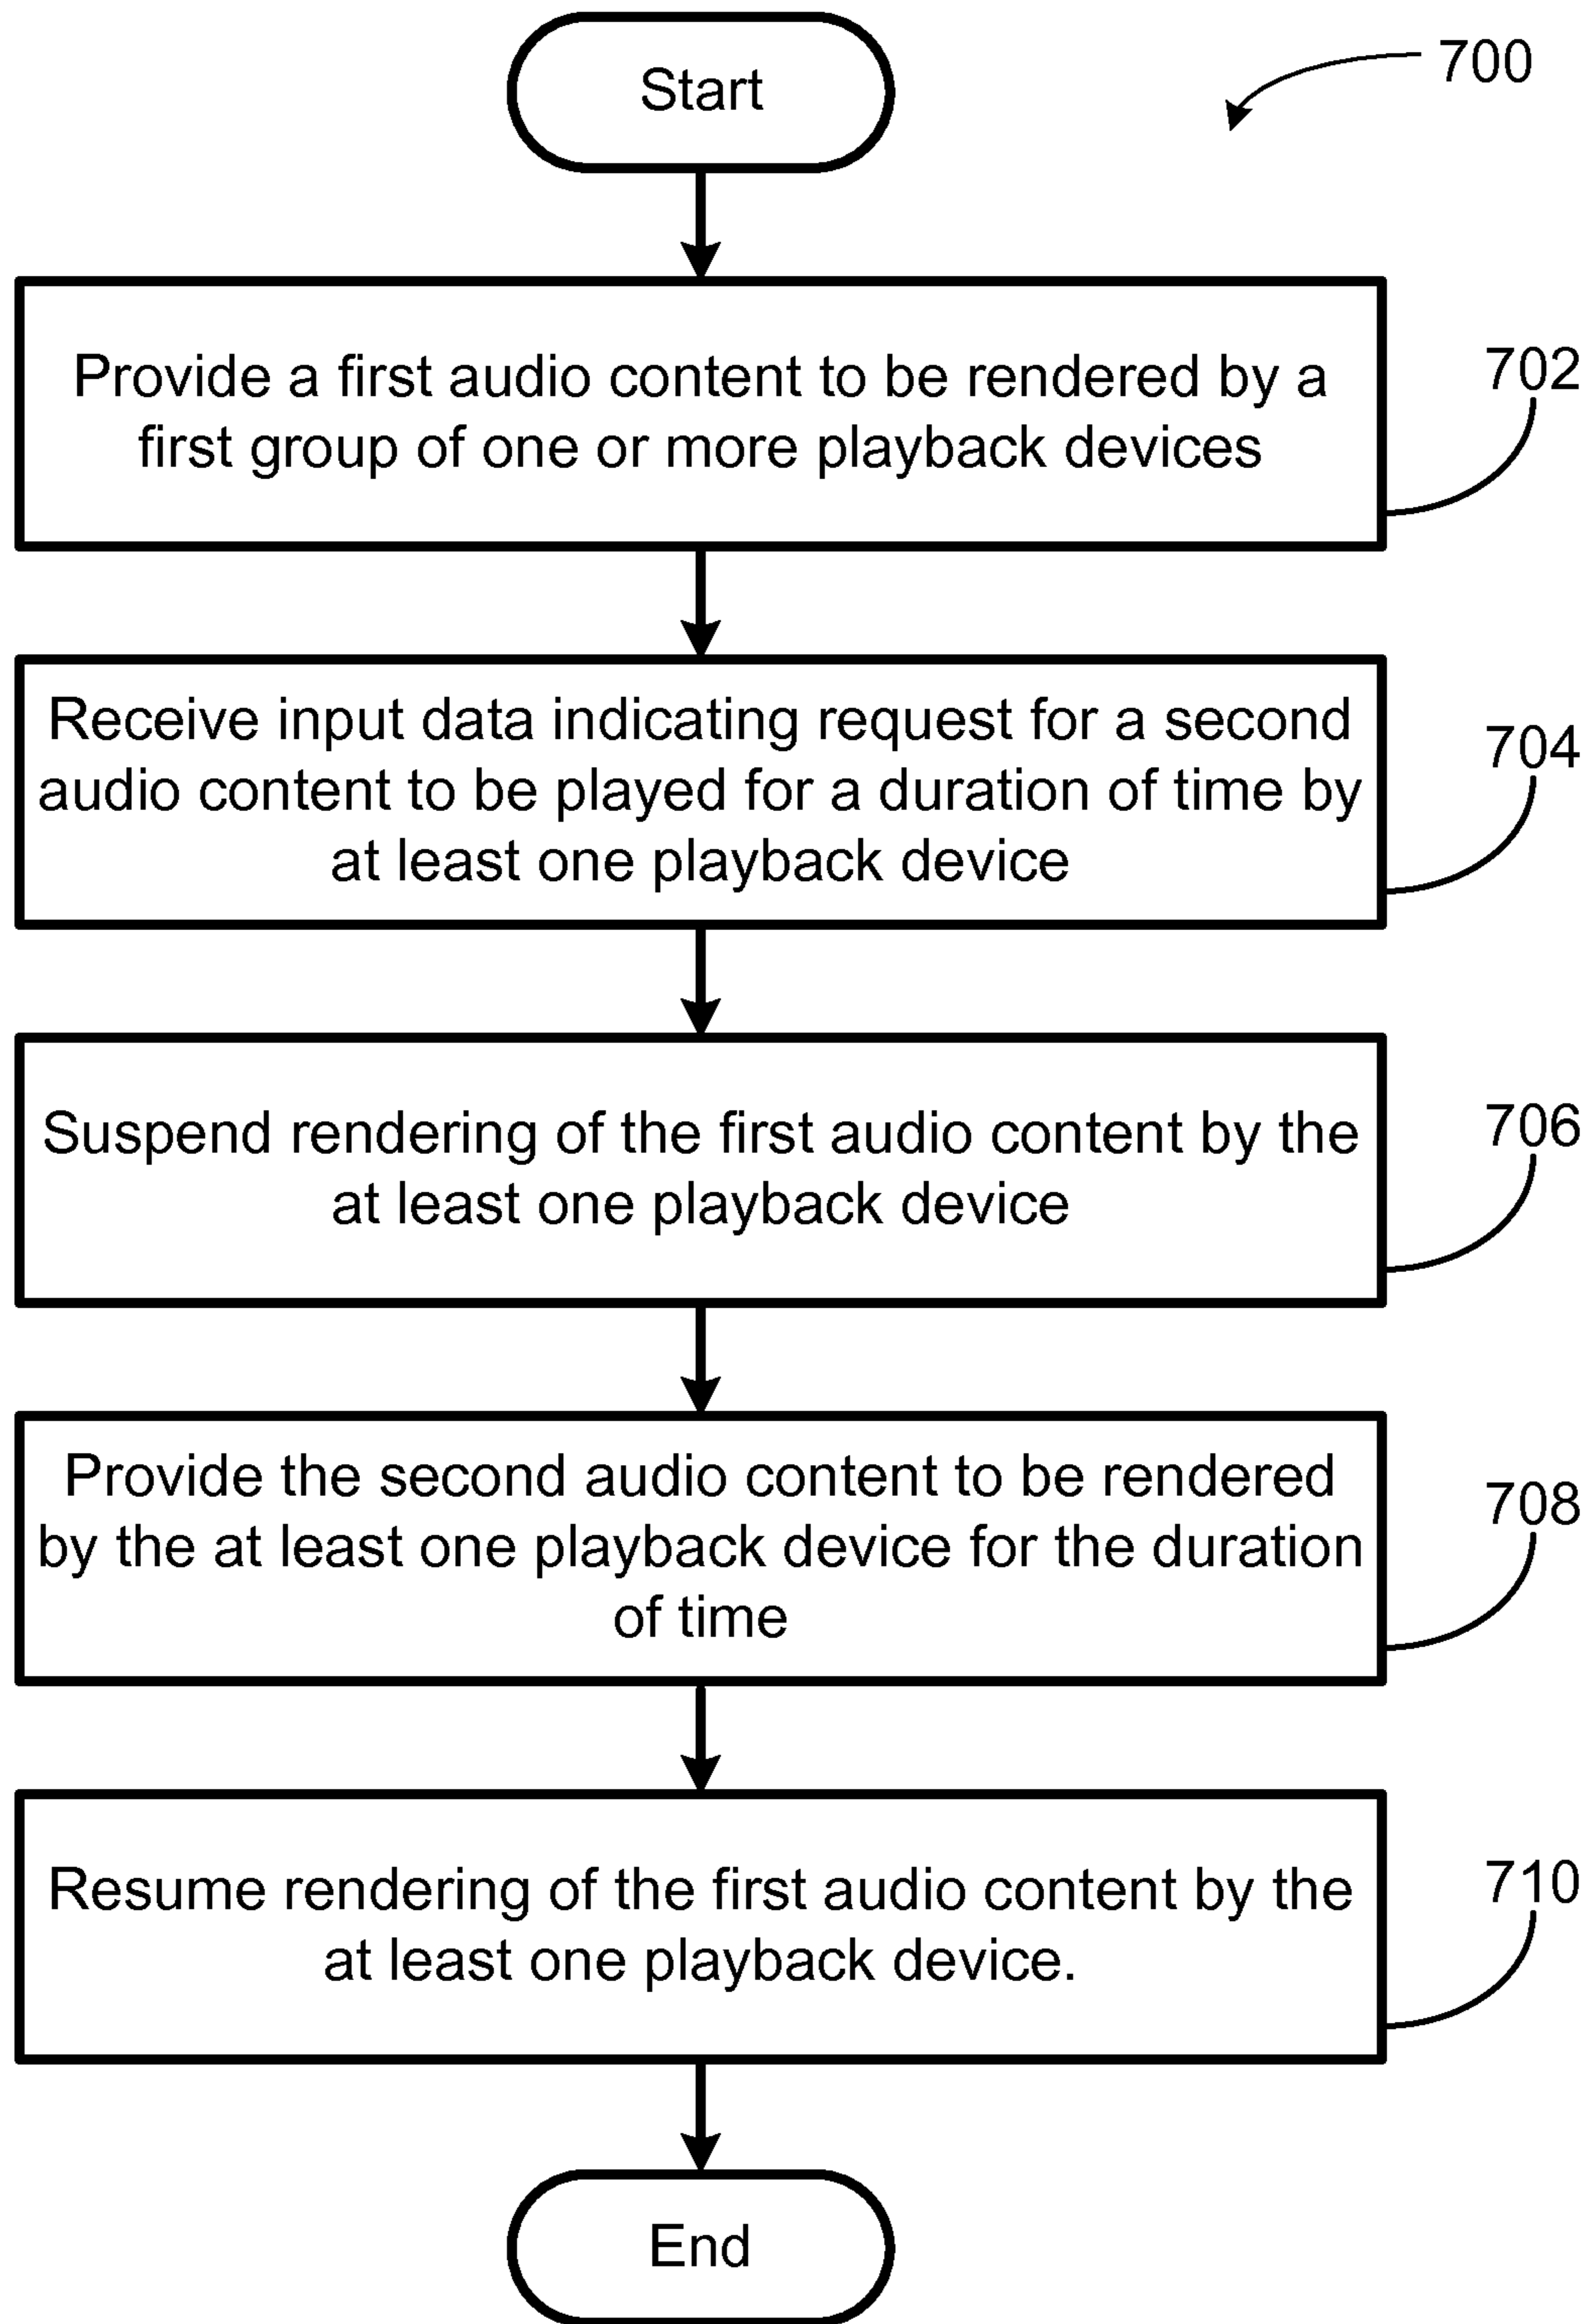 Start
700
Provide a first audio content to be rendered by a
first group of one or more playback devices
702
Receive input data indicating request for a second
audio content to be played for a duration of time by
at least one playback device
704
Suspend rendering of the first audio content by the
at least one playback device
706
Provide the second audio content to be rendered
by the at least one playback device for the duration
of time
708
Resume rendering of the first audio content by the
at least one playback device.
710
End